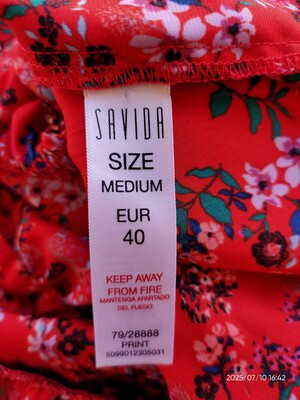 SAVIDA
SIZE
MEDIUM
EUR
40
KEEP AWAY
FROM FIRE
MANTENGA APARTADO
DEL FUEGO
79/28888
PRINT
5099012305031
2025/07/10 16:42